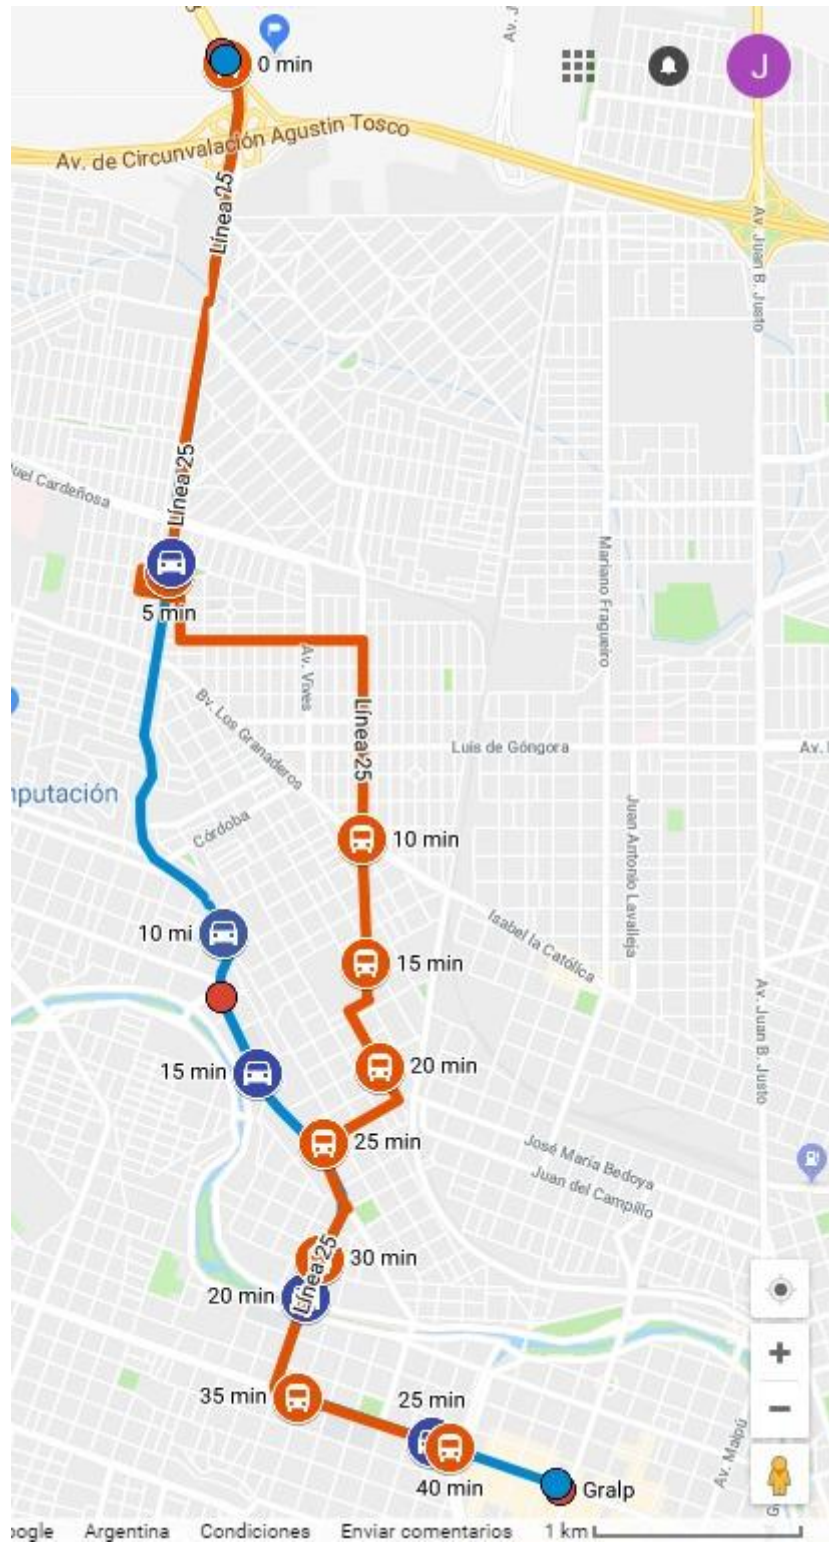 Av. J
J
0 min
Av. de Circunvalación Agustín Tosco
Línea 25
Av. Juan B. Justo
Línea 25
uel Cardeñosa
Mariano Fragueiro
5 min
Av. Vives
Bv. Los Granaderos
Línea 25
Luis de Góngora
Av.
nputación
Córdoba
10 min
Juan Antonio Lavalleja
10 mi
Isabel la Católica
15 min
Av. Juan B. Justo
15 min
20 min
25 min
José María Bedoya
Juan del Campillo
30 min
Línea 25
20 min
35 min
25 min
Av. Maipú
40 min
Gralp
G
oogle Argentina Condiciones Enviar comentarios 1 km